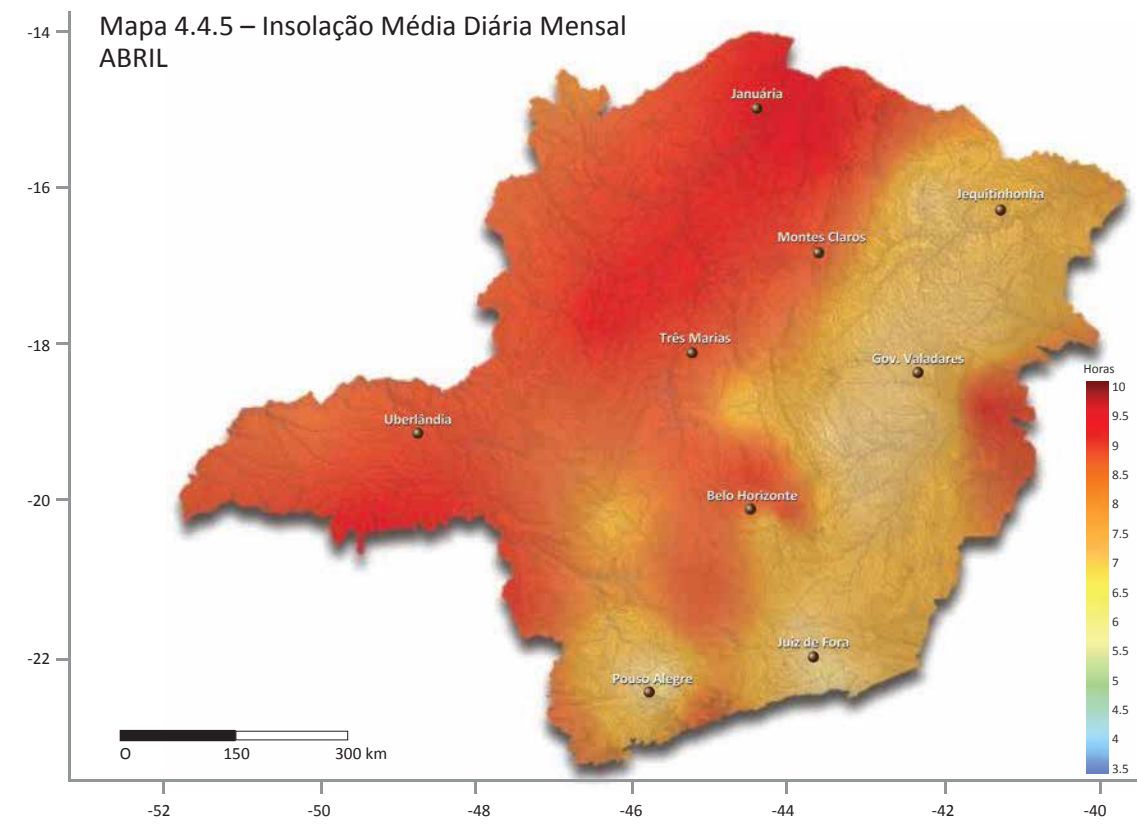 Mapa 4.4.5 – Insolação Média Diária Mensal
ABRIL
-14
-16
-18
-20
-22
Januária
Jequitinhonha
Montes Claros
Três Marias
Gov. Valadares
Uberlândia
Belo Horizonte
Juiz de Fora
Pouso Alegre
Horas
10
9.5
9
8.5
8
7.5
7
6.5
6
5.5
5
4.5
4
3.5
O 150 300 km
-52 -50 -48 -46 -44 -42 -40